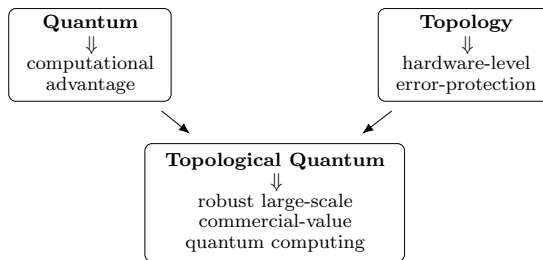 Quantum
⇓
computational
advantage
Topology
⇓
hardware-level
error-protection
Topological Quantum
⇓
robust large-scale
commercial-value
quantum computing